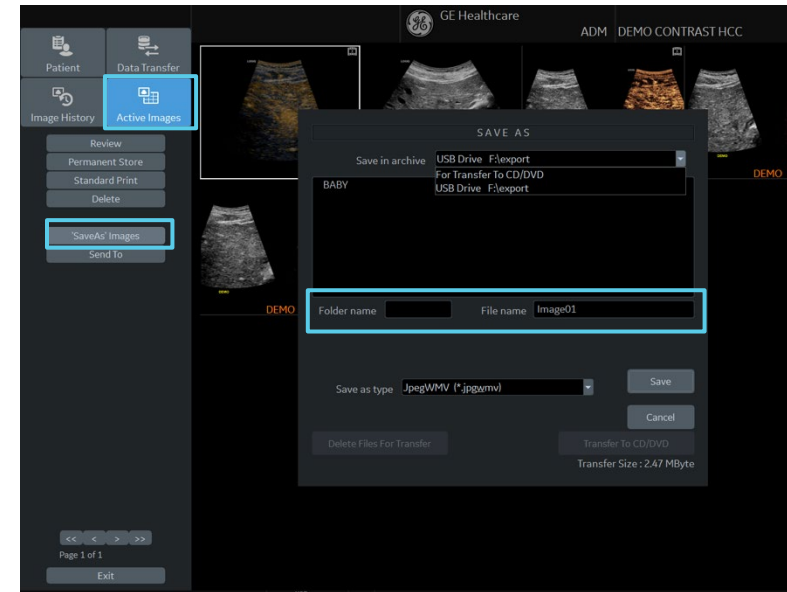 GE Healthcare
ADM DEMO CONTRAST HCC
Patient
Data Transfer
Image History
Active Images
Review
Permanent Store
Standard Print
Delete
'SaveAs' Images
Send To
SAVE AS
Save in archive USB Drive F:\export
For Transfer To CD/DVD
USB Drive F:\export
BABY
DEMO
DEMO
Folder name
File name Image01
Save as type JpegWMV (*.jpgwmv)
Save
Cancel
Delete Files For Transfer
Transfer To CD/DVD
Transfer Size : 2.47 MByte
<< < > >>
Page 1 of 1
Exit